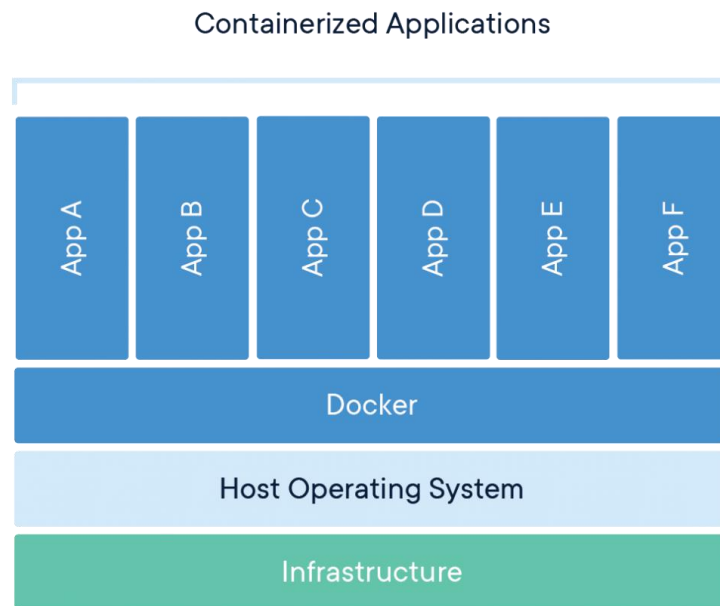 Containerized Applications
App A
App B
App C
App D
App E
App F
Docker
Host Operating System
Infrastructure